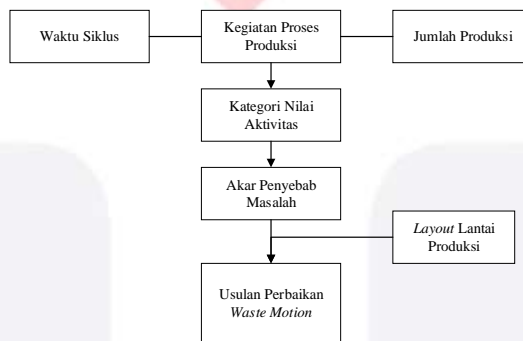 Waktu Siklus
Kegiatan Proses
Produksi
Jumlah Produksi
Kategori Nilai
Aktivitas
Akar Penyebab
Masalah
Layout Lantai
Produksi
Usulan Perbaikan
Waste Motion